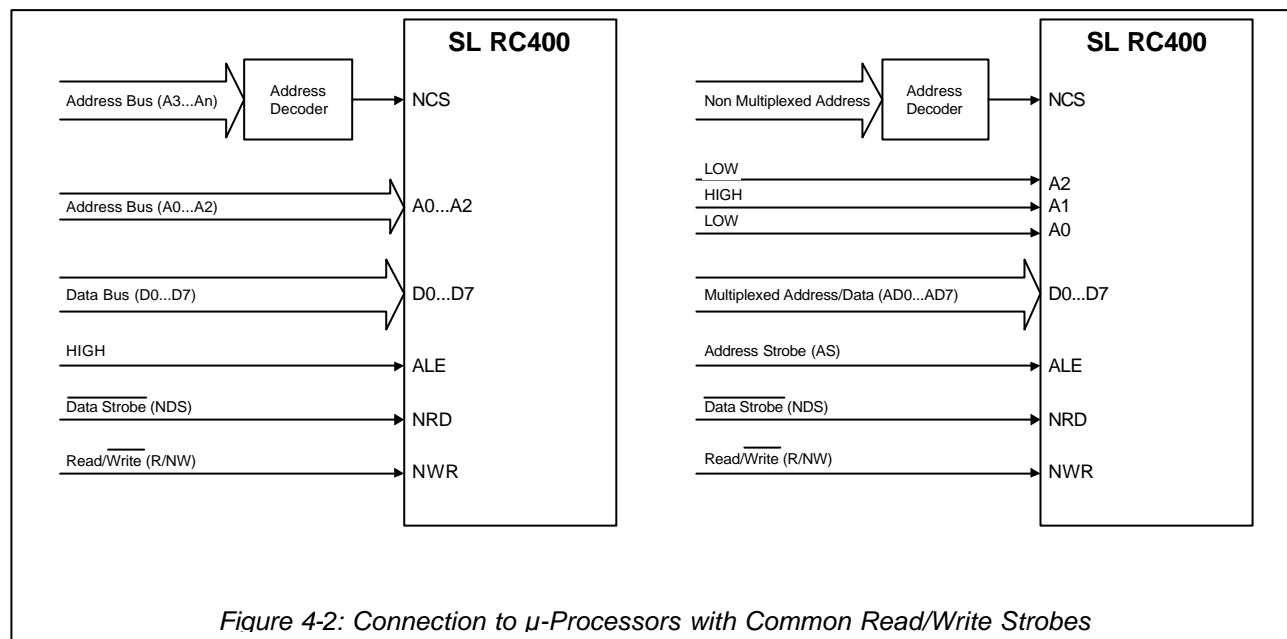 SL RC400
Address Bus (A3...An)
Address
Decoder
NCS
Address Bus (A0...A2)
A0...A2
Data Bus (D0...D7)
D0...D7
HIGH
ALE
Data Strobe (NDS)
NRD
Read/Write (R/NW)
NWR
SL RC400
Non Multiplexed Address
Address
Decoder
NCS
LOW
A2
HIGH
A1
LOW
A0
Multiplexed Address/Data (AD0...AD7)
D0...D7
Address Strobe (AS)
ALE
Data Strobe (NDS)
NRD
Read/Write (R/NW)
NWR
Figure 4-2: Connection to µ-Processors with Common Read/Write Strobes